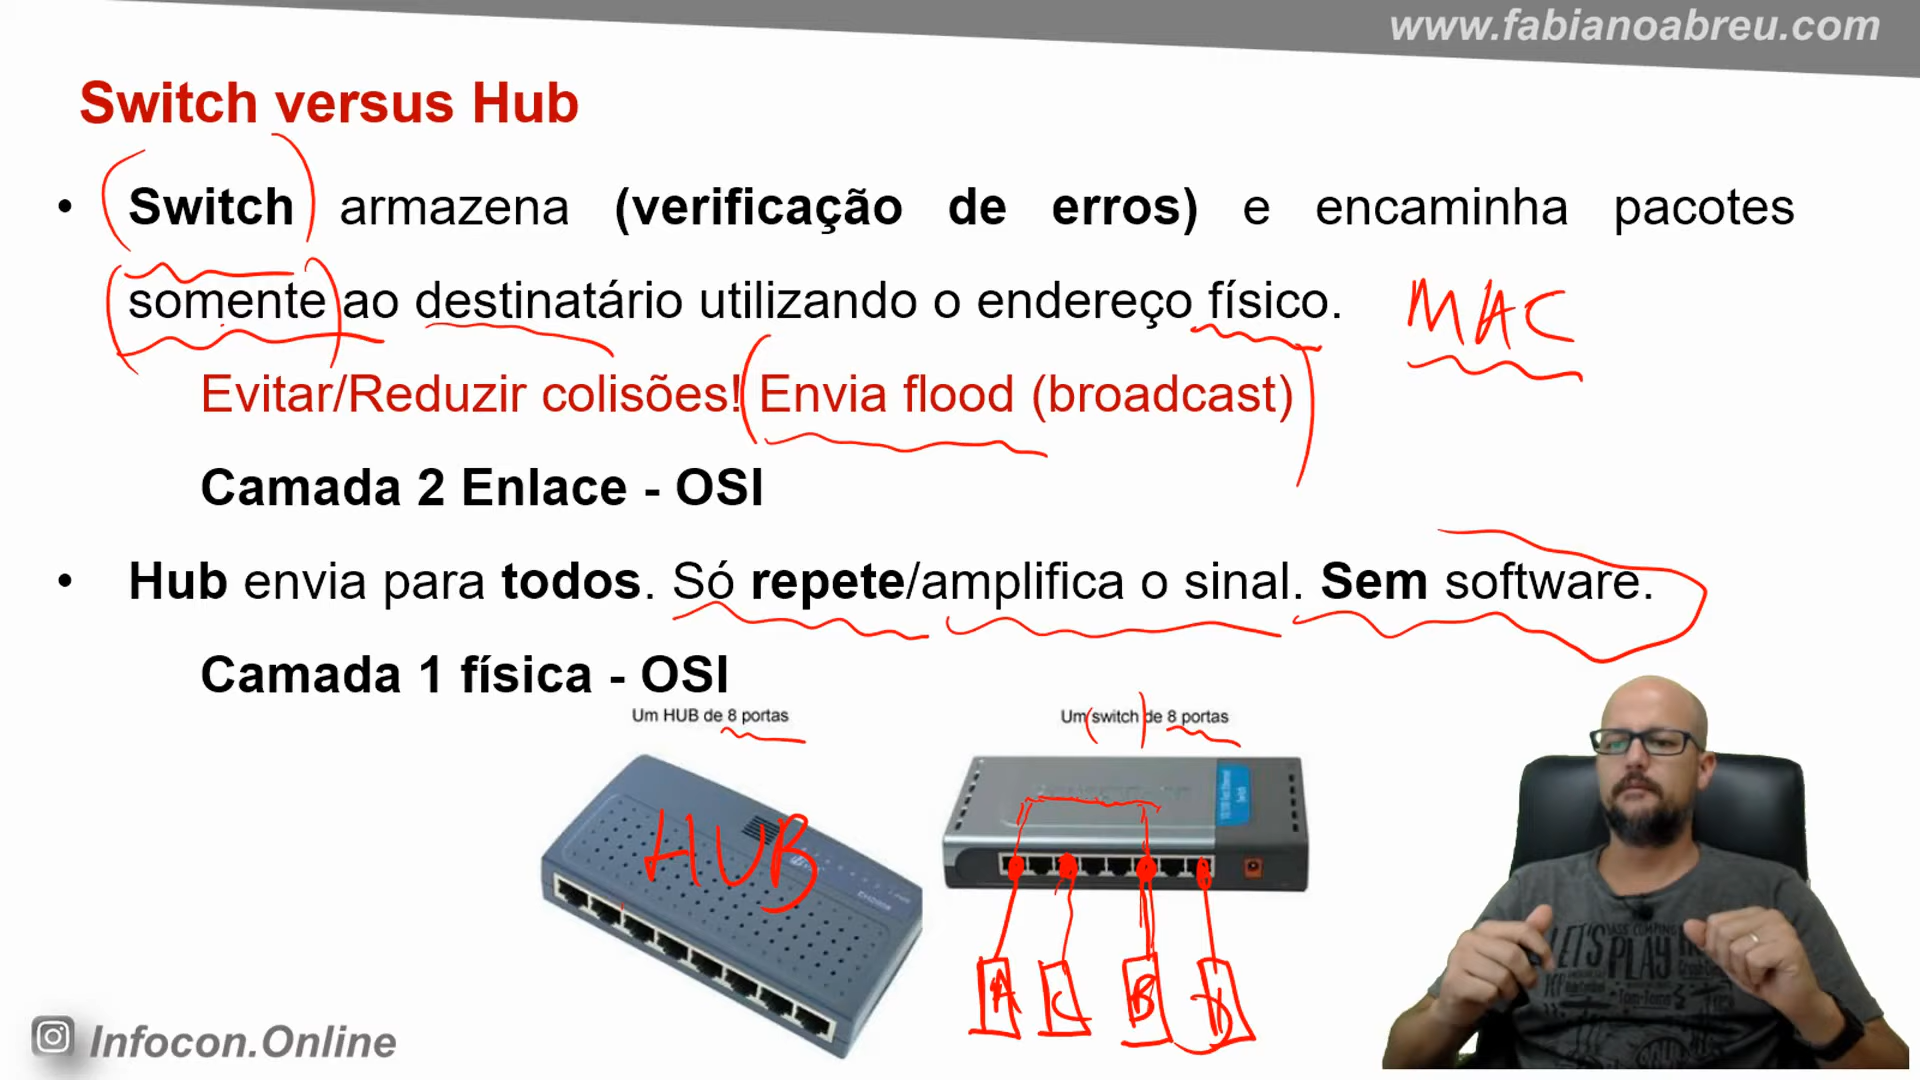 www.fabianoabreu.com
Switch versus Hub
• Switch armazena (verificação de erros) e encaminha pacotes
somente ao destinatário utilizando o endereço físico.
MAC
Evitar/Reduzir colisões! Envia flood (broadcast)
Camada 2 Enlace - OSI
• Hub envia para todos. Só repete/amplifica o sinal. Sem software.
Camada 1 física - OSI
Um HUB de 8 portas
Um switch de 8 portas
HUB
A C B D
LET'S
PLAY
Infocon.Online